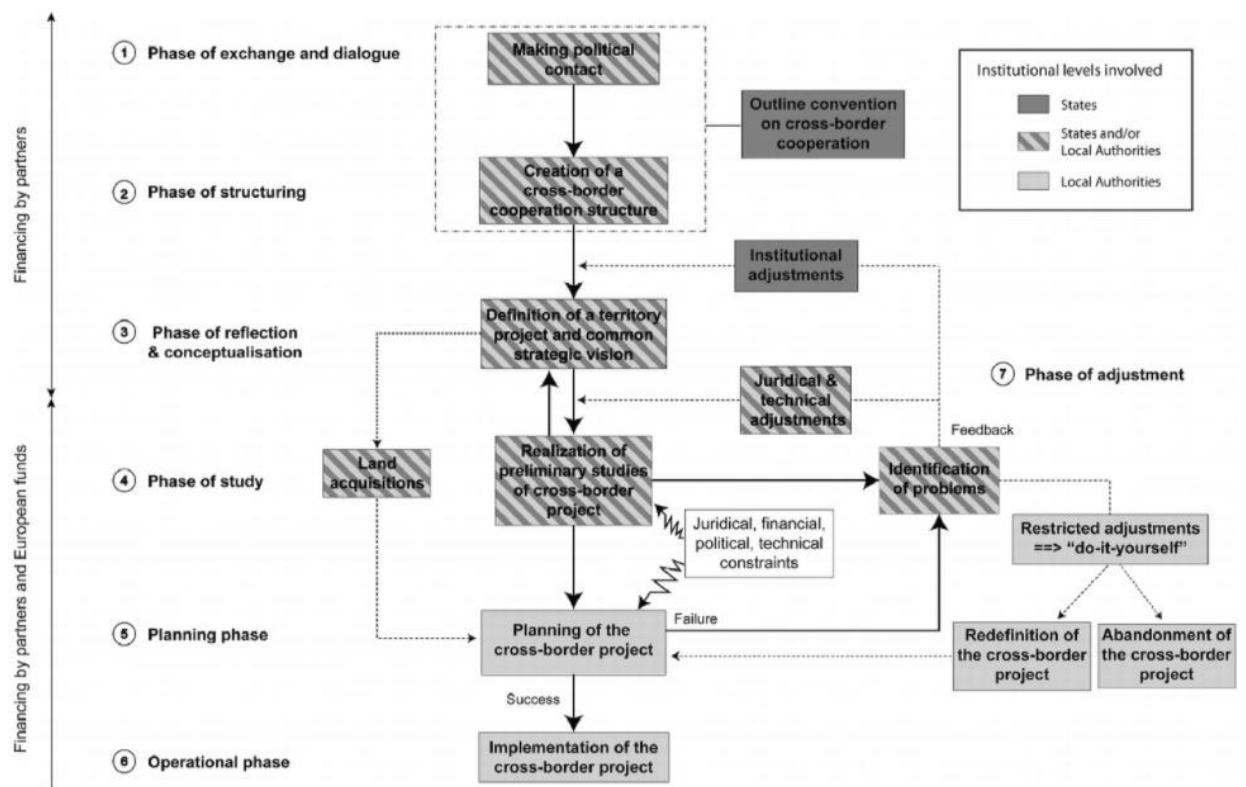 Financing by partners
Financing by partners and European funds
1 Phase of exchange and dialogue
Making political
contact
Outline convention
on cross-border
cooperation
Institutional levels involved
States
States and/or
Local Authorities
Local Authorities
2 Phase of structuring
Creation of a
cross-border
cooperation structure
Institutional
adjustments
3 Phase of reflection
& conceptualisation
Definition of a territory
project and common
strategic vision
Juridical &
technical
adjustments
7 Phase of adjustment
Feedback
4 Phase of study
Land
acquisitions
Realization of
preliminary studies
of cross-border
project
Identification
of problems
Juridical, financial,
political, technical
constraints
Restricted adjustments
==> “do-it-yourself”
5 Planning phase
Planning of the
cross-border project
Failure
Redefinition of
the cross-border
project
Abandonment of
the cross-border
project
Success
6 Operational phase
Implementation of the
cross-border project